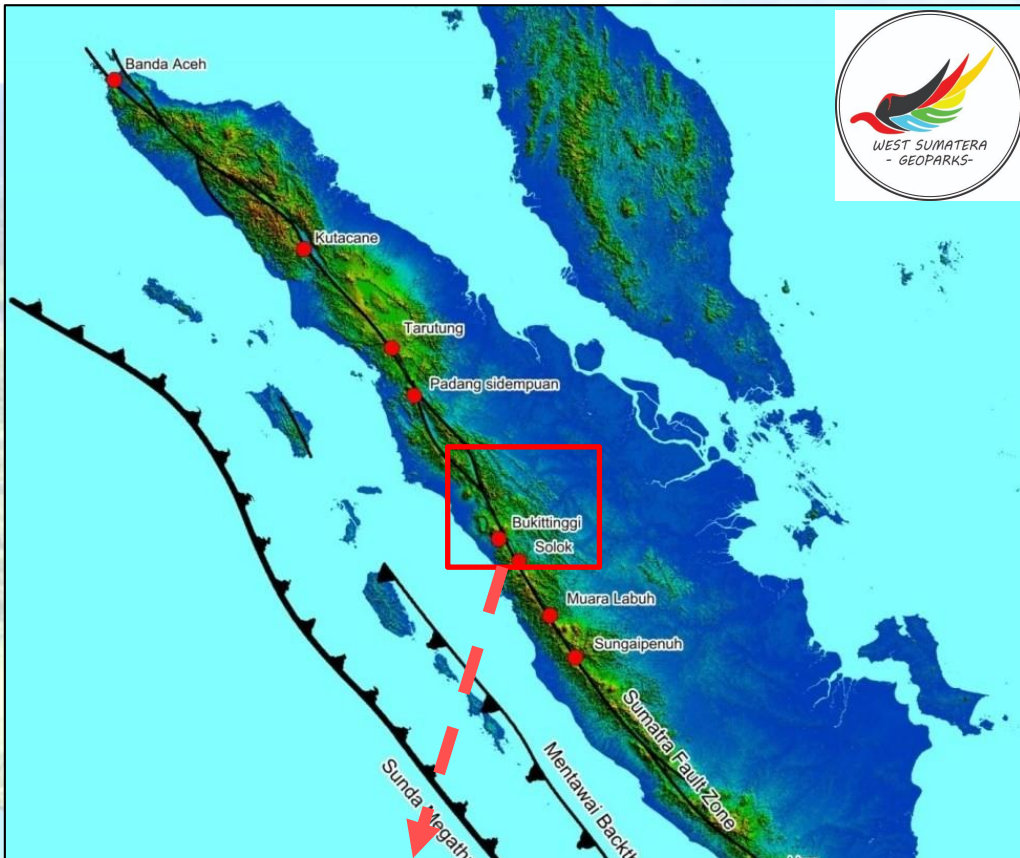 Banda Aceh
WEST SUMATERA
- GEOPARKS-
Kutacane
Tarutung
Padang sidempuan
Bukittinggi
Solok
Muara Labuh
Sungaipenuh
Sumatra Fault Zone
Mentawai Backth
Sunda Megath